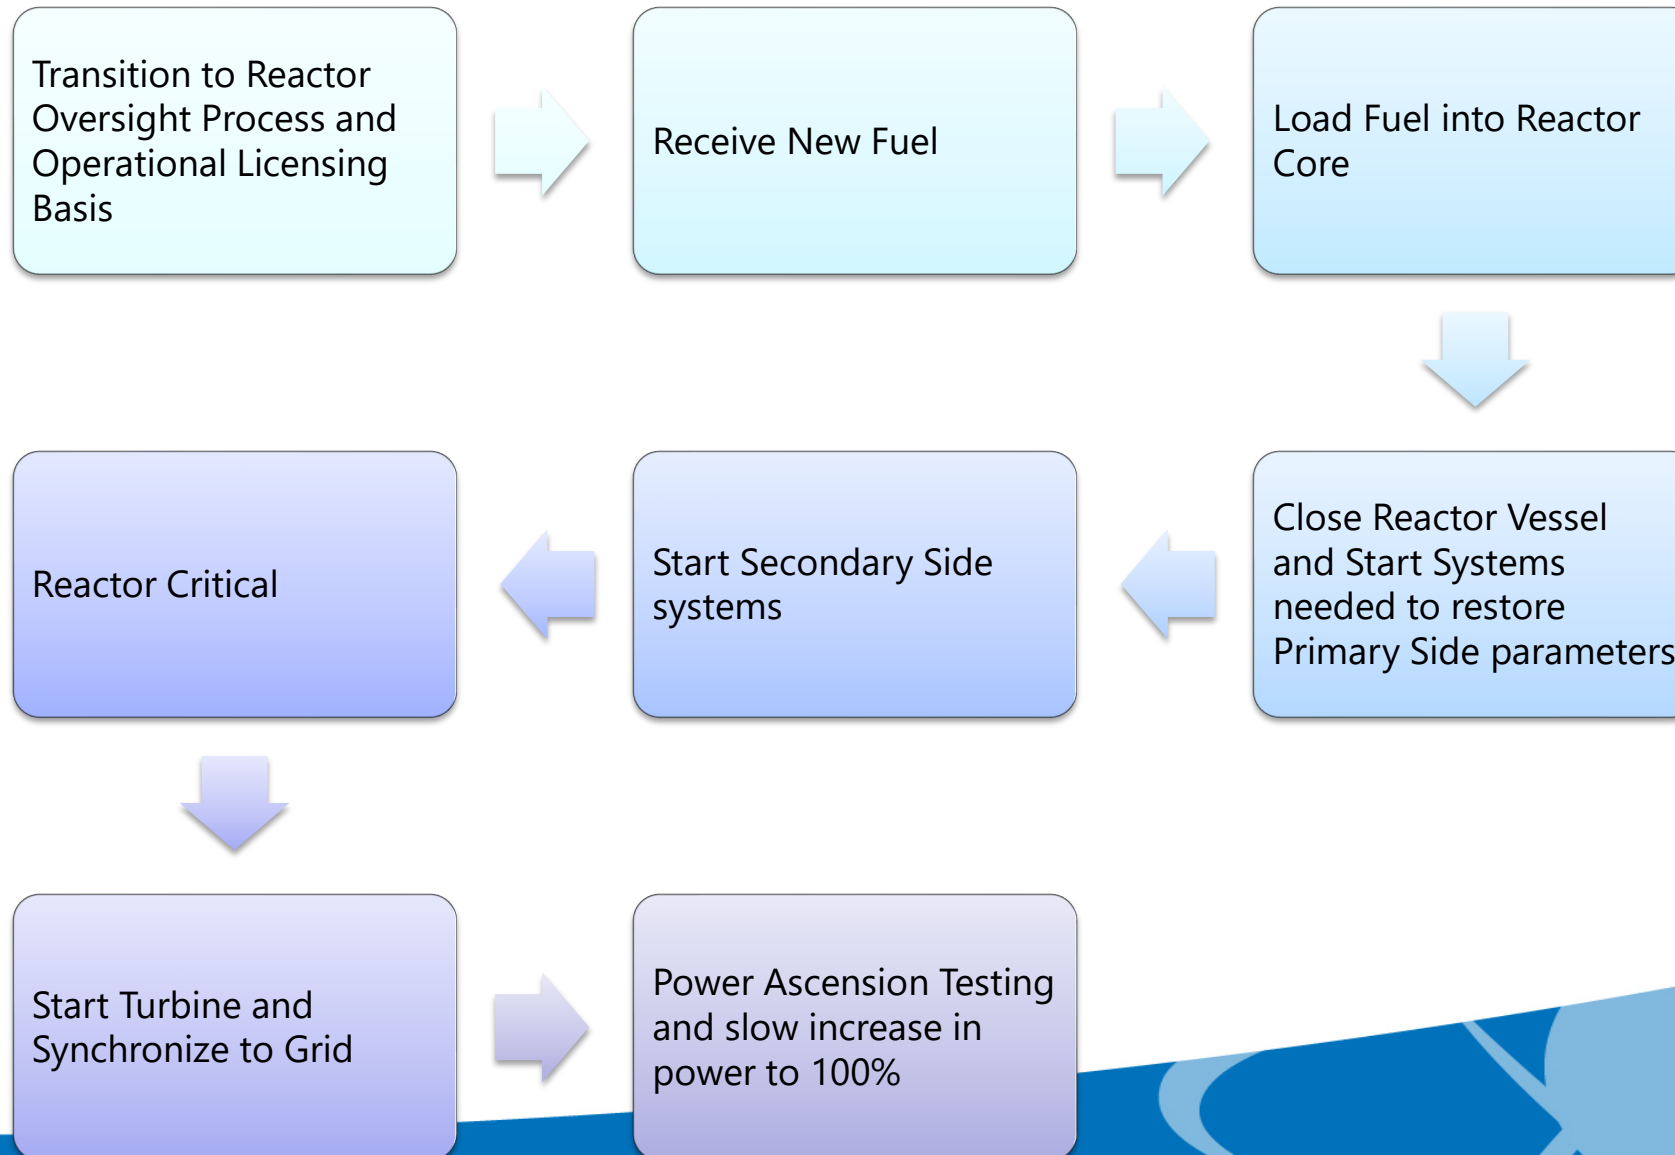 Transition to Reactor
Oversight Process and
Operational Licensing
Basis
Receive New Fuel
Load Fuel into Reactor
Core
Close Reactor Vessel
and Start Systems
needed to restore
Primary Side parameters
Start Secondary Side
systems
Reactor Critical
Start Turbine and
Synchronize to Grid
Power Ascension Testing
and slow increase in
power to 100%